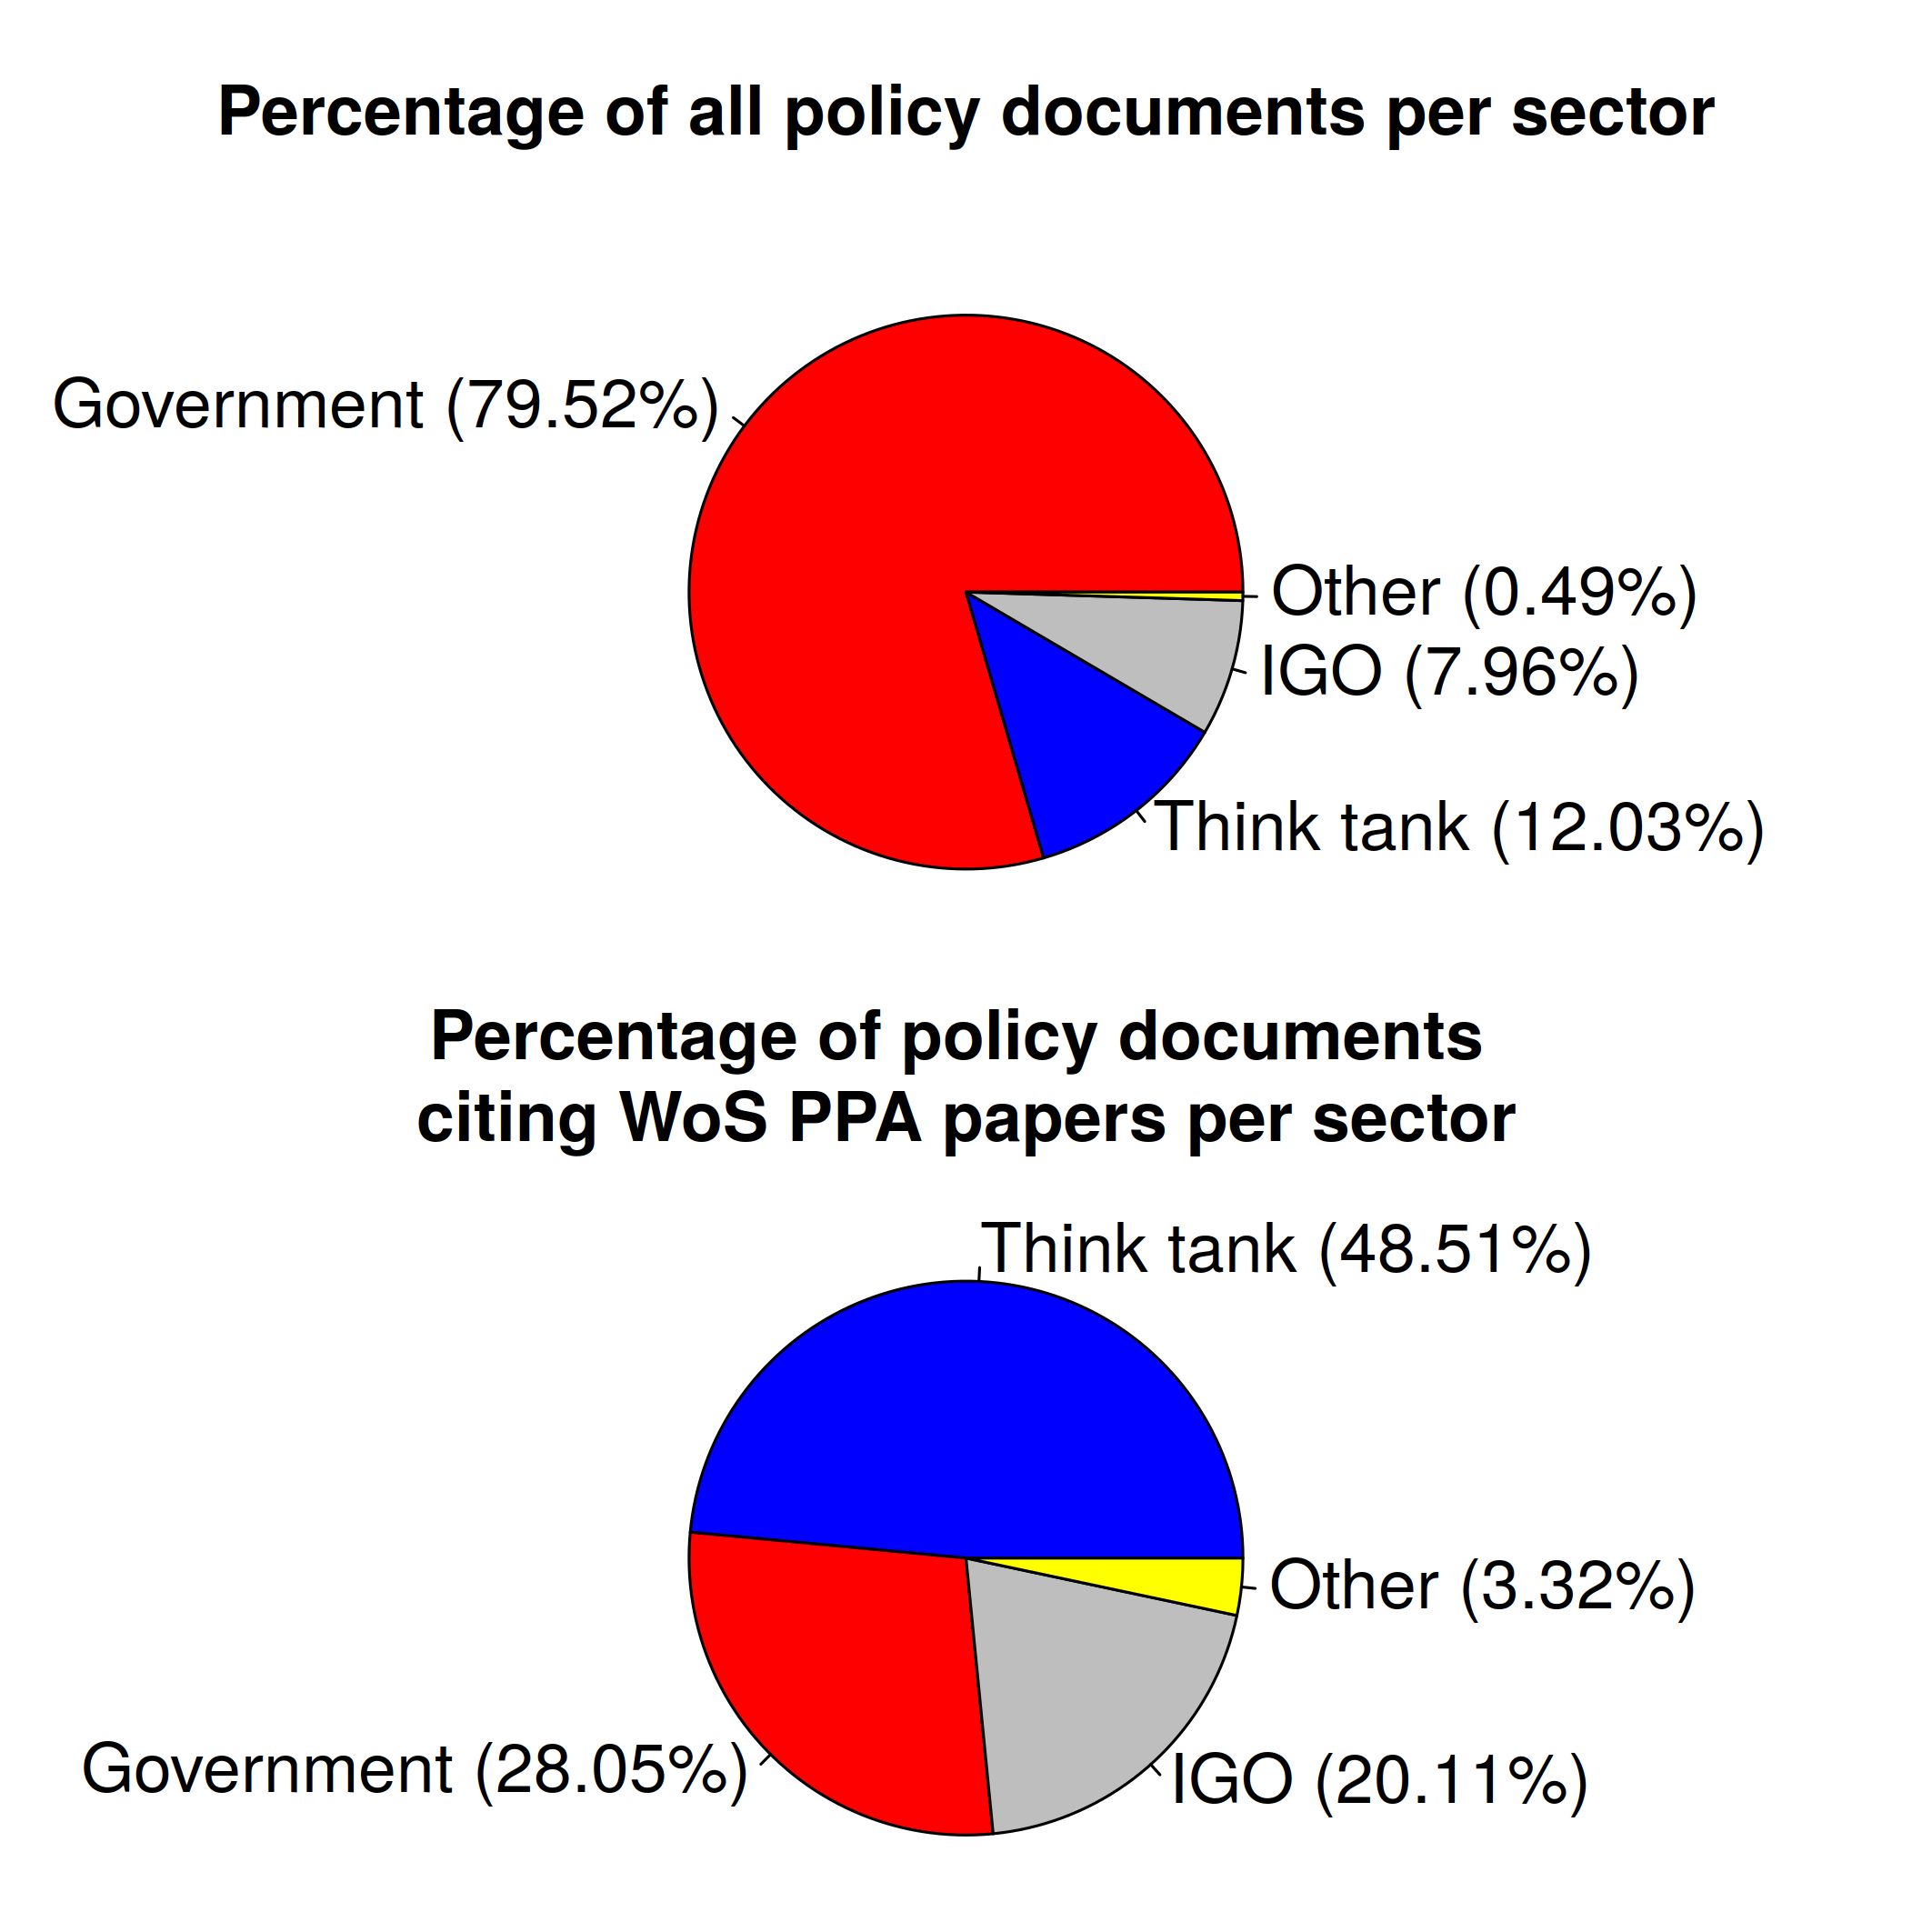 Percentage of all policy documents per sector
Government (79.52%)
Other (0.49%)
IGO (7.96%)
Think tank (12.03%)
Percentage of policy documents
citing WoS PPA papers per sector
Think tank (48.51%)
Other (3.32%)
Government (28.05%)
IGO (20.11%)